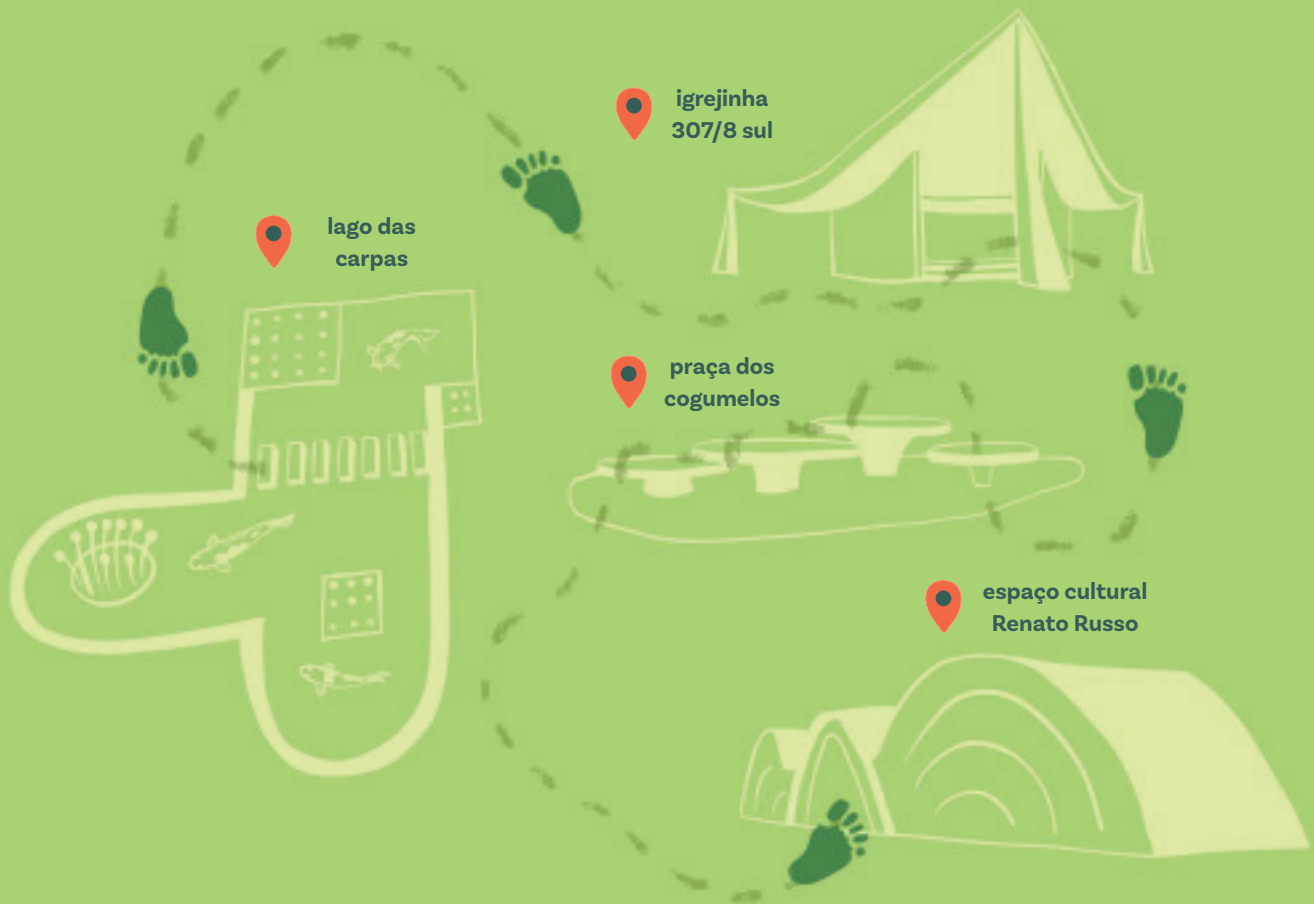 igrejinha
307/8 sul
lago das
carpas
praça dos
cogumelos
espaço cultural
Renato Russo